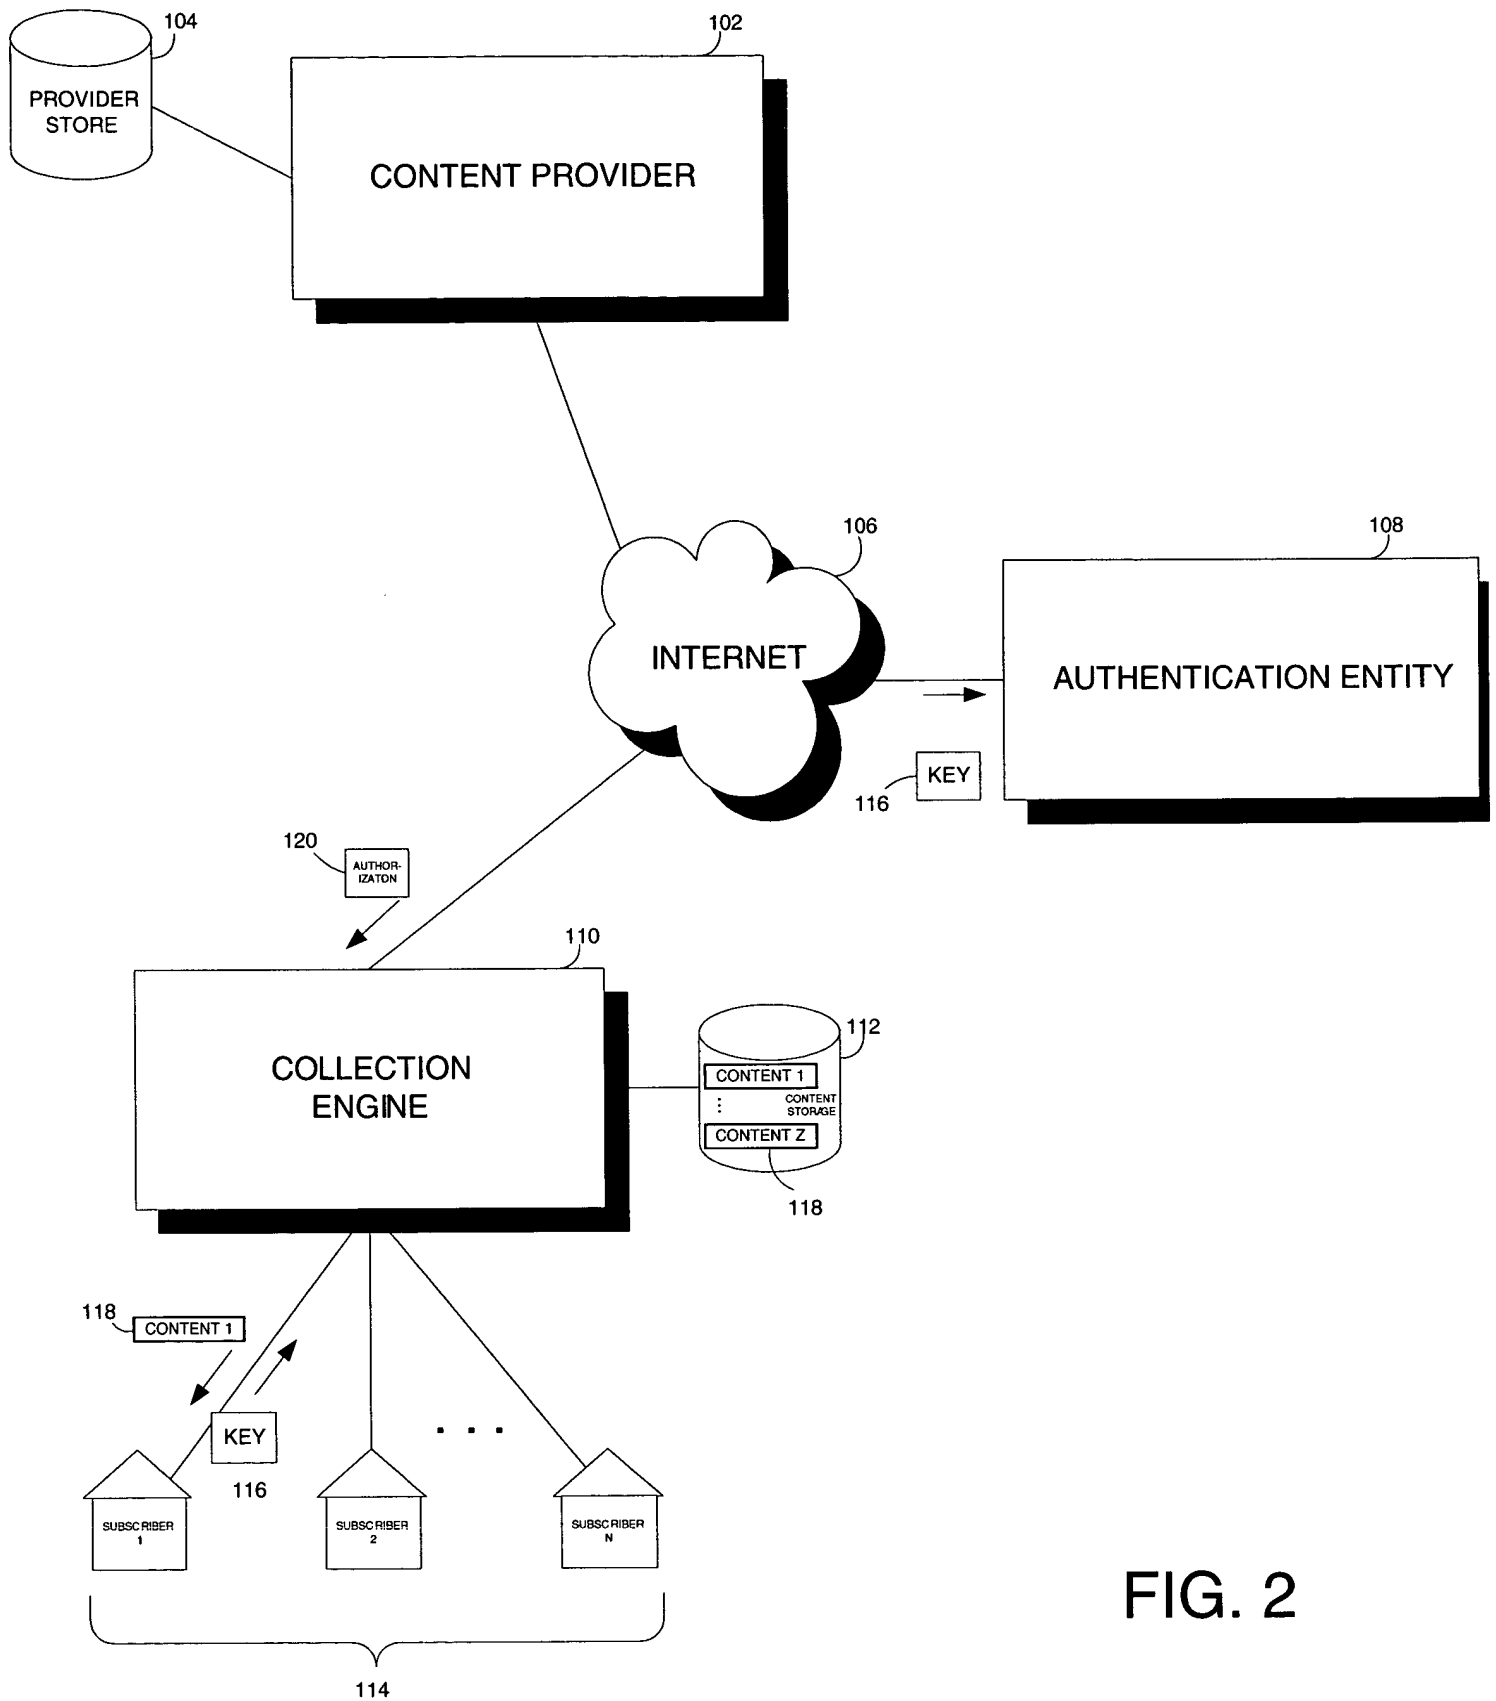 104
102
PROVIDER
STORE
CONTENT PROVIDER
106
108
INTERNET
AUTHENTICATION ENTITY
KEY
116
120
AUTHOR-
IZATON
110
COLLECTION
ENGINE
112
CONTENT 1
CONTENT
STORAGE
CONTENT Z
118
118
CONTENT 1
KEY
116
SUBSCRIBER
1
SUBSCRIBER
2
SUBSCRIBER
N
114
FIG. 2